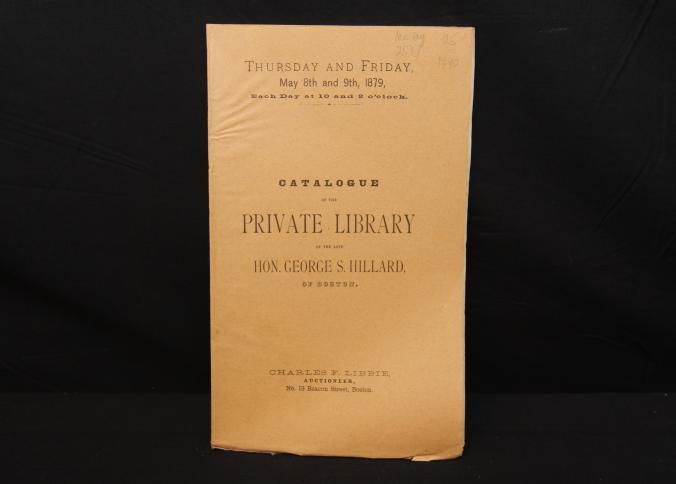 THURSDAY AND FRIDAY,
May 8th and 9th, 1879,
Each Day at 10 and 2 o'clock.
CATALOGUE
OF THE
PRIVATE LIBRARY
OF THE LATE
HON. GEORGE S. HILLARD,
OF BOSTON.
CHARLES F. LIBBIE,
AUCTIONEER,
No. 13 Beacon Street, Boston.